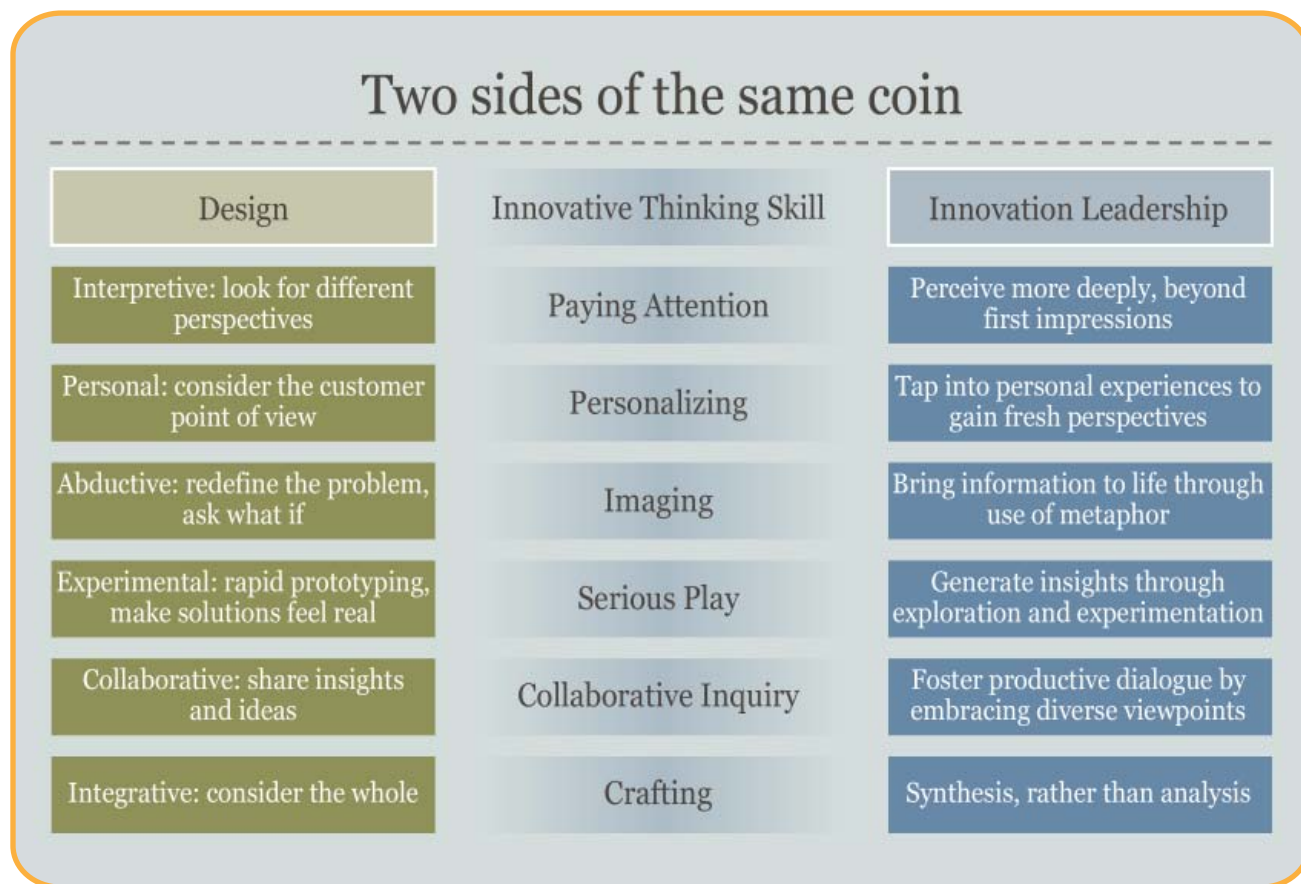 Two sides of the same coin
Design
Innovative Thinking Skill
Innovation Leadership
Interpretive: look for different
perspectives
Paying Attention
Perceive more deeply, beyond
first impressions
Personal: consider the customer
point of view
Personalizing
Tap into personal experiences to
gain fresh perspectives
Abductive: redefine the problem,
ask what if
Imaging
Bring information to life through
use of metaphor
Experimental: rapid prototyping,
make solutions feel real
Serious Play
Generate insights through
exploration and experimentation
Collaborative: share insights
and ideas
Collaborative Inquiry
Foster productive dialogue by
embracing diverse viewpoints
Integrative: consider the whole
Crafting
Synthesis, rather than analysis